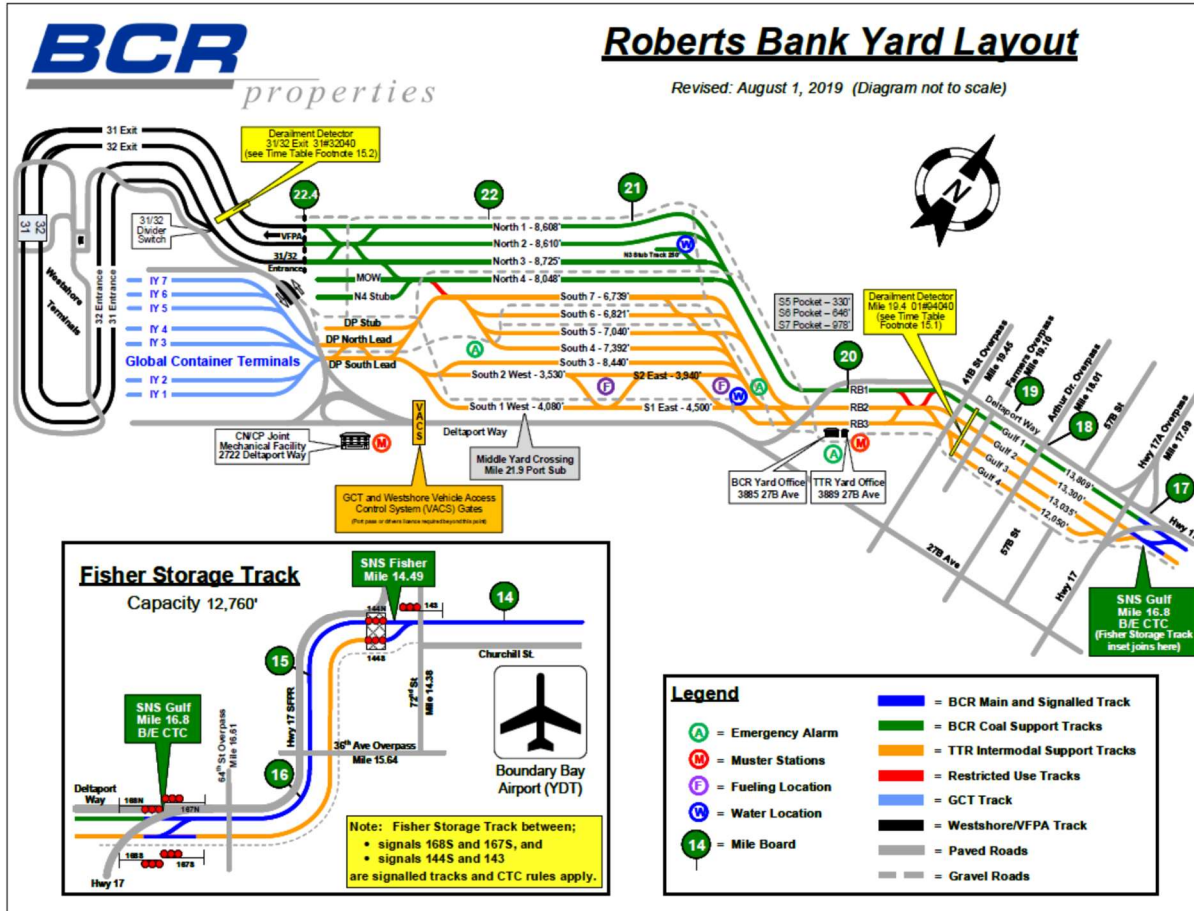 BCR
properties
Roberts Bank Yard Layout
Revised: August 1, 2019 (Diagram not to scale)
31 Exit
32 Exit
Derailment Detector
31/32 Exit 31#32040
(see Time Table
Footnote 15.2)
22.4
22
21
31
32
31/32
Divider
Switch
VFPA
31/32
Entrance
Westshore
Terminals
32 Entrance
31 Entrance
North 1 - 8,608'
North 2 - 8,610'
North 3 - 8,725'
North 4 - 8,048'
N3 Stub Track 250'
W
N
MOW
N4 Stub
IY 7
IY 6
IY 5
IY 4
IY 3
Global Container Terminals
IY 2
IY 1
DP Stub
DP North Lead
DP South Lead
South 7 - 6,739'
South 6 - 6,821'
South 5 - 7,040'
South 4 - 7,392'
South 3 - 8,440'
South 2 West - 3,530'
S2 East - 3,940'
South 1 West - 4,080'
S1 East - 4,500'
A
F
F
W
A
S5 Pocket – 330'
S6 Pocket – 646'
S7 Pocket – 978'
Derailment Detector
Mile 19.4 01#94040
(see Time Table
Footnote 15.1)
20
RB1
RB2
RB3
41B St Overpass
Mile 19.45
Farmers Overpass
Mile 19.10
Arthur Dr. Overpass
Mile 18.01
57B St
Hwy 17A Overpass
Mile 17.09
19
18
17
Deltaport Way
Gulf 1
Gulf 2
Gulf 3
Gulf 4
13,809'
13,300'
13,035'
12,050'
Hwy 17
27B Ave
57B St
Hwy 17
CN/CP Joint
Mechanical Facility
2722 Deltaport Way
M
VACS
Deltaport Way
Middle Yard Crossing
Mile 21.9 Port Sub
GCT and Westshore Vehicle Access
Control System (VACS) Gates
(Port pass or drivers licence required beyond this point)
A
M
BCR Yard Office
3885 27B Ave
TTR Yard Office
3889 27B Ave
SNS Gulf
Mile 16.8
B/E CTC
(Fisher Storage Track
inset joins here)
Fisher Storage Track
Capacity 12,760'
SNS Fisher
Mile 14.49
144N
143
14
144S
Churchill St.
15
Hwy 17 SFPR
72nd St
Mile 14.38
SNS Gulf
Mile 16.8
B/E CTC
64th St Overpass
Mile 16.61
36th Ave Overpass
Mile 15.64
16
Boundary Bay
Airport (YDT)
Deltaport
Way
168N
167N
168S
167S
Hwy 17
Note: Fisher Storage Track between;
• signals 168S and 167S, and
• signals 144S and 143
are signalled tracks and CTC rules apply.
Legend
A = Emergency Alarm
M = Muster Stations
F = Fueling Location
W = Water Location
14 = Mile Board
= BCR Main and Signalled Track
= BCR Coal Support Tracks
= TTR Intermodal Support Tracks
= Restricted Use Tracks
= GCT Track
= Westshore/VFPA Track
= Paved Roads
= Gravel Roads